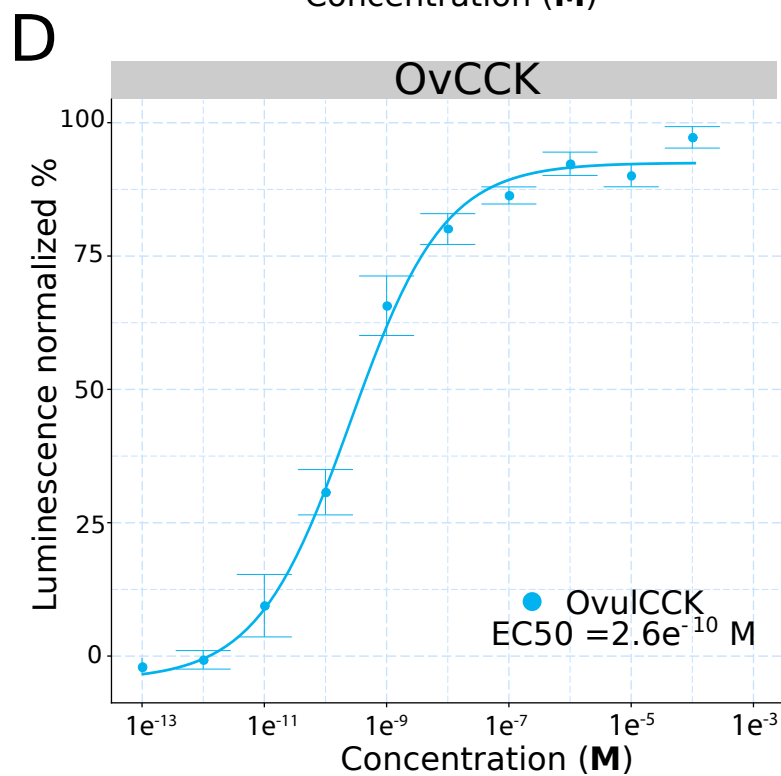 Concentration (M)
D
OvCCK
Luminescence normalized %
100
75
50
25
0
OvulCCK
EC50 =2.6e-10 M
1e-13 1e-11 1e-9 1e-7 1e-5 1e-3
Concentration (M)